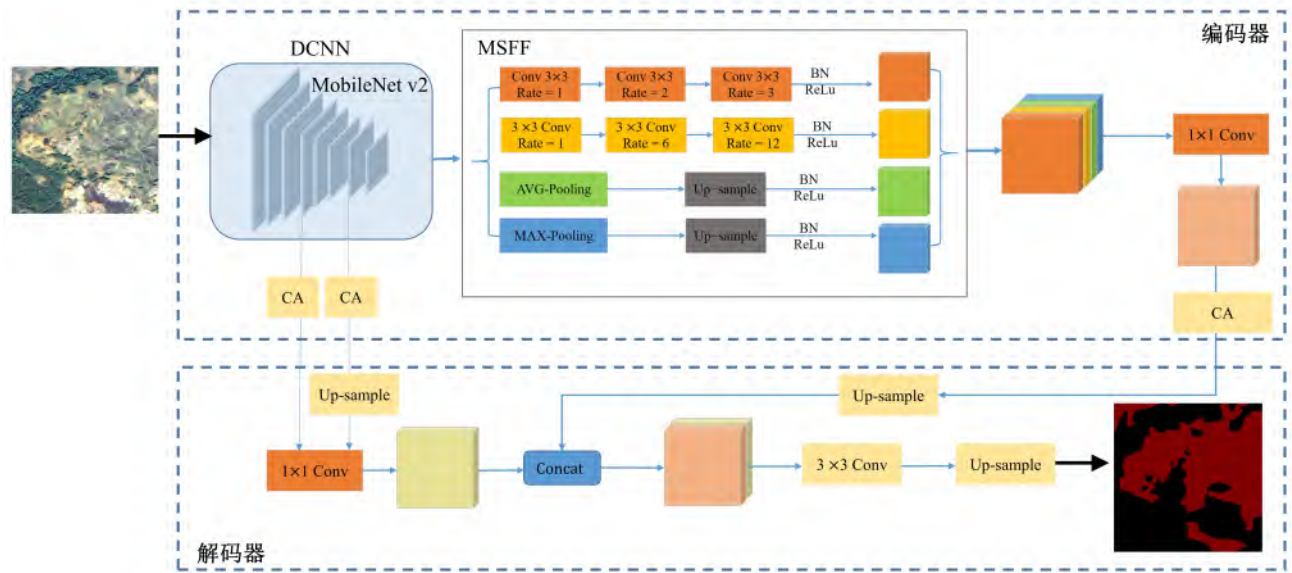 编码器
DCNN
MobileNet v2
MSFF
Conv 3×3
Rate = 1
Conv 3×3
Rate = 2
Conv 3×3
Rate = 3
BN
ReLu
3 ×3 Conv
Rate = 1
3 ×3 Conv
Rate = 6
3 ×3 Conv
Rate = 12
BN
ReLu
AVG-Pooling
Up−sample
BN
ReLu
MAX-Pooling
Up−sample
BN
ReLu
1×1 Conv
CA
CA
CA
Up-sample
Up-sample
1×1 Conv
Concat
3 ×3 Conv
Up-sample
解码器